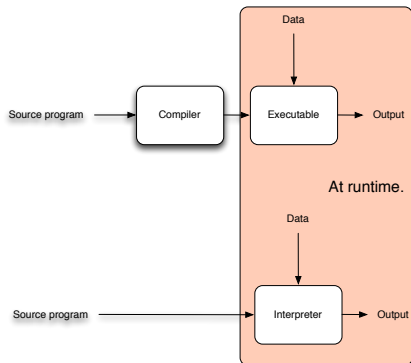 Data
Source program
Compiler
Executable
Output
At runtime.
Data
Source program
Interpreter
Output